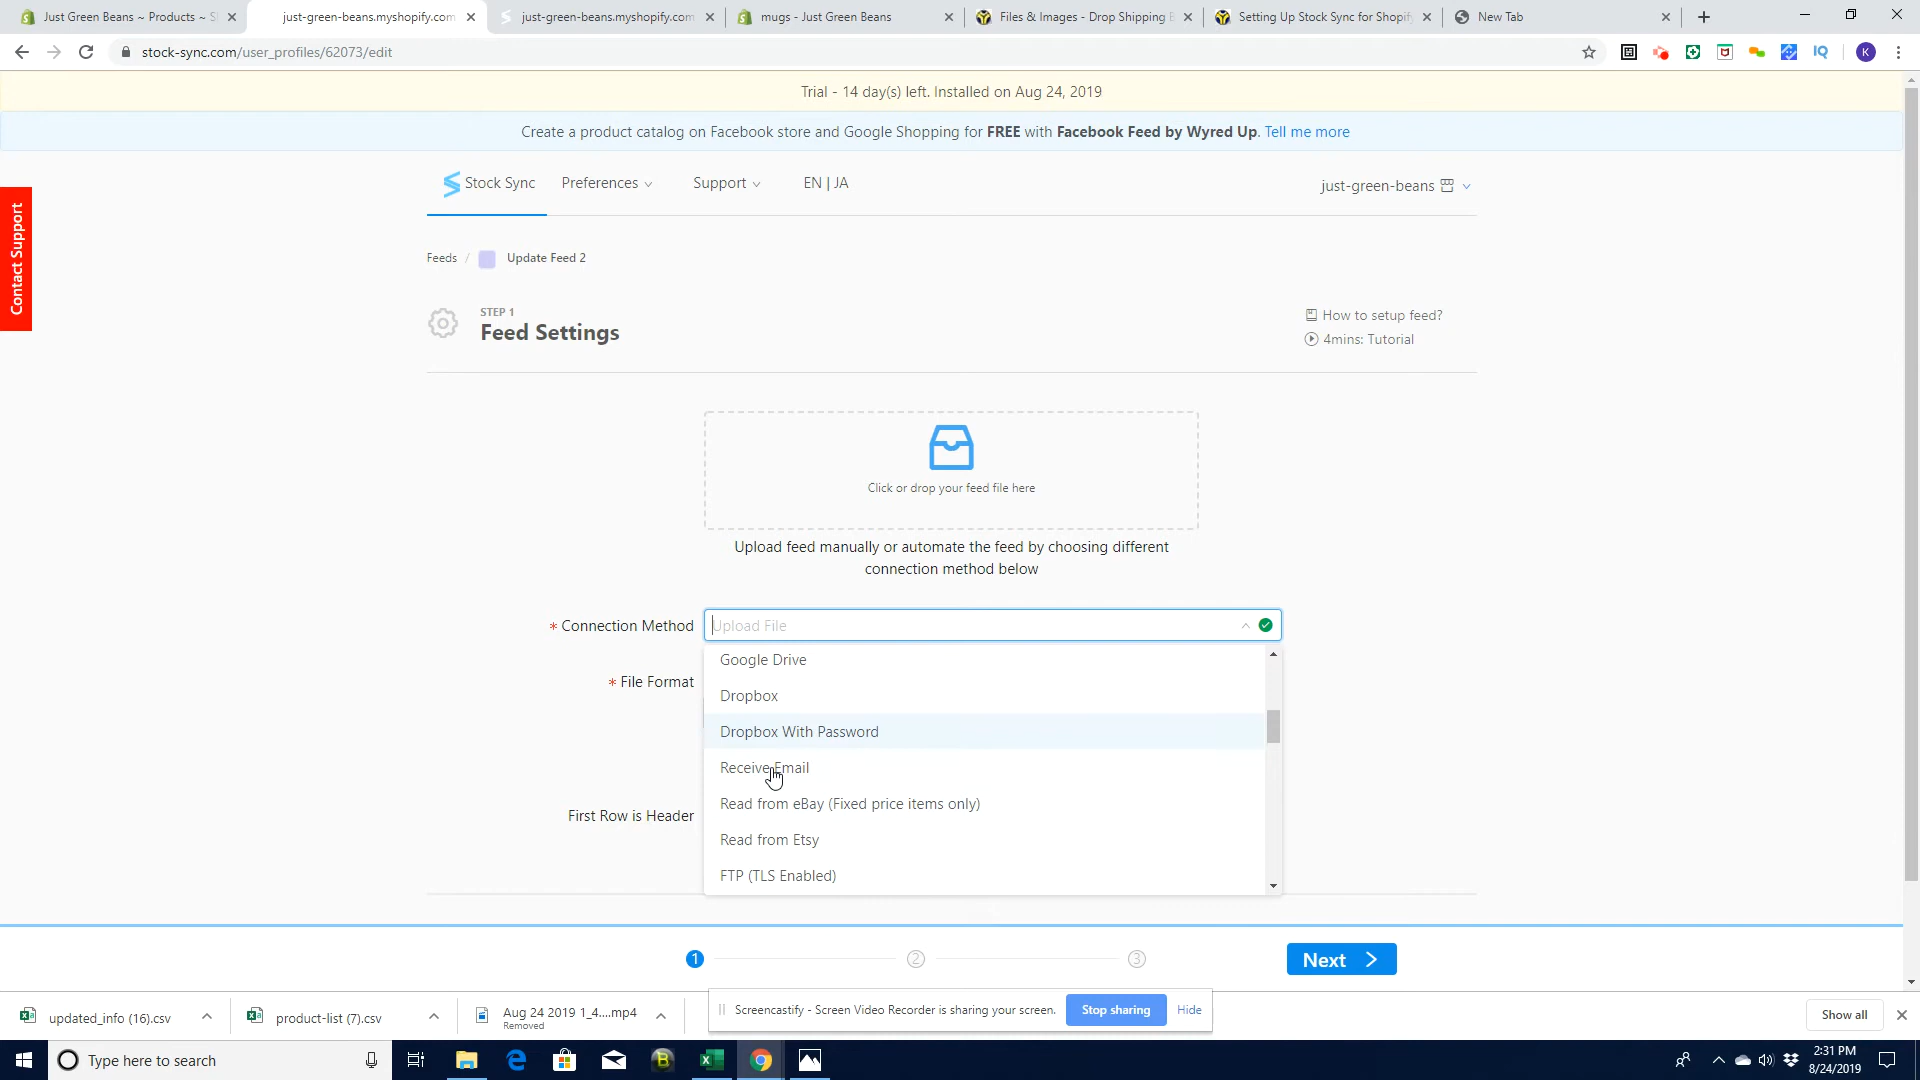 Just Green Beans ~ Products ~ S
just-green-beans.myshopify.com
just-green-beans.myshopify.com
mugs - Just Green Beans
Files & Images - Drop Shipping E
Setting Up Stock Sync for Shopify
New Tab
stock-sync.com/user_profiles/62073/edit
IQ
K
Trial - 14 day(s) left. Installed on Aug 24, 2019
Create a product catalog on Facebook store and Google Shopping for FREE with Facebook Feed by Wyred Up. Tell me more
Contact Support
Stock Sync
Preferences
Support
EN | JA
just-green-beans
Feeds / Update Feed 2
STEP 1
Feed Settings
How to setup feed?
4mins: Tutorial
Click or drop your feed file here
Upload feed manually or automate the feed by choosing different
connection method below
* Connection Method
Upload File
* File Format
First Row is Header
Google Drive
Dropbox
Dropbox With Password
Receive Email
Read from eBay (Fixed price items only)
Read from Etsy
FTP (TLS Enabled)
1
2
3
Next
updated_info (16).csv
product-list (7).csv
Aug 24 2019 1_4....mp4
Removed
Screencastify - Screen Video Recorder is sharing your screen.
Stop sharing
Hide
Show all
Type here to search
2:31 PM
8/24/2019